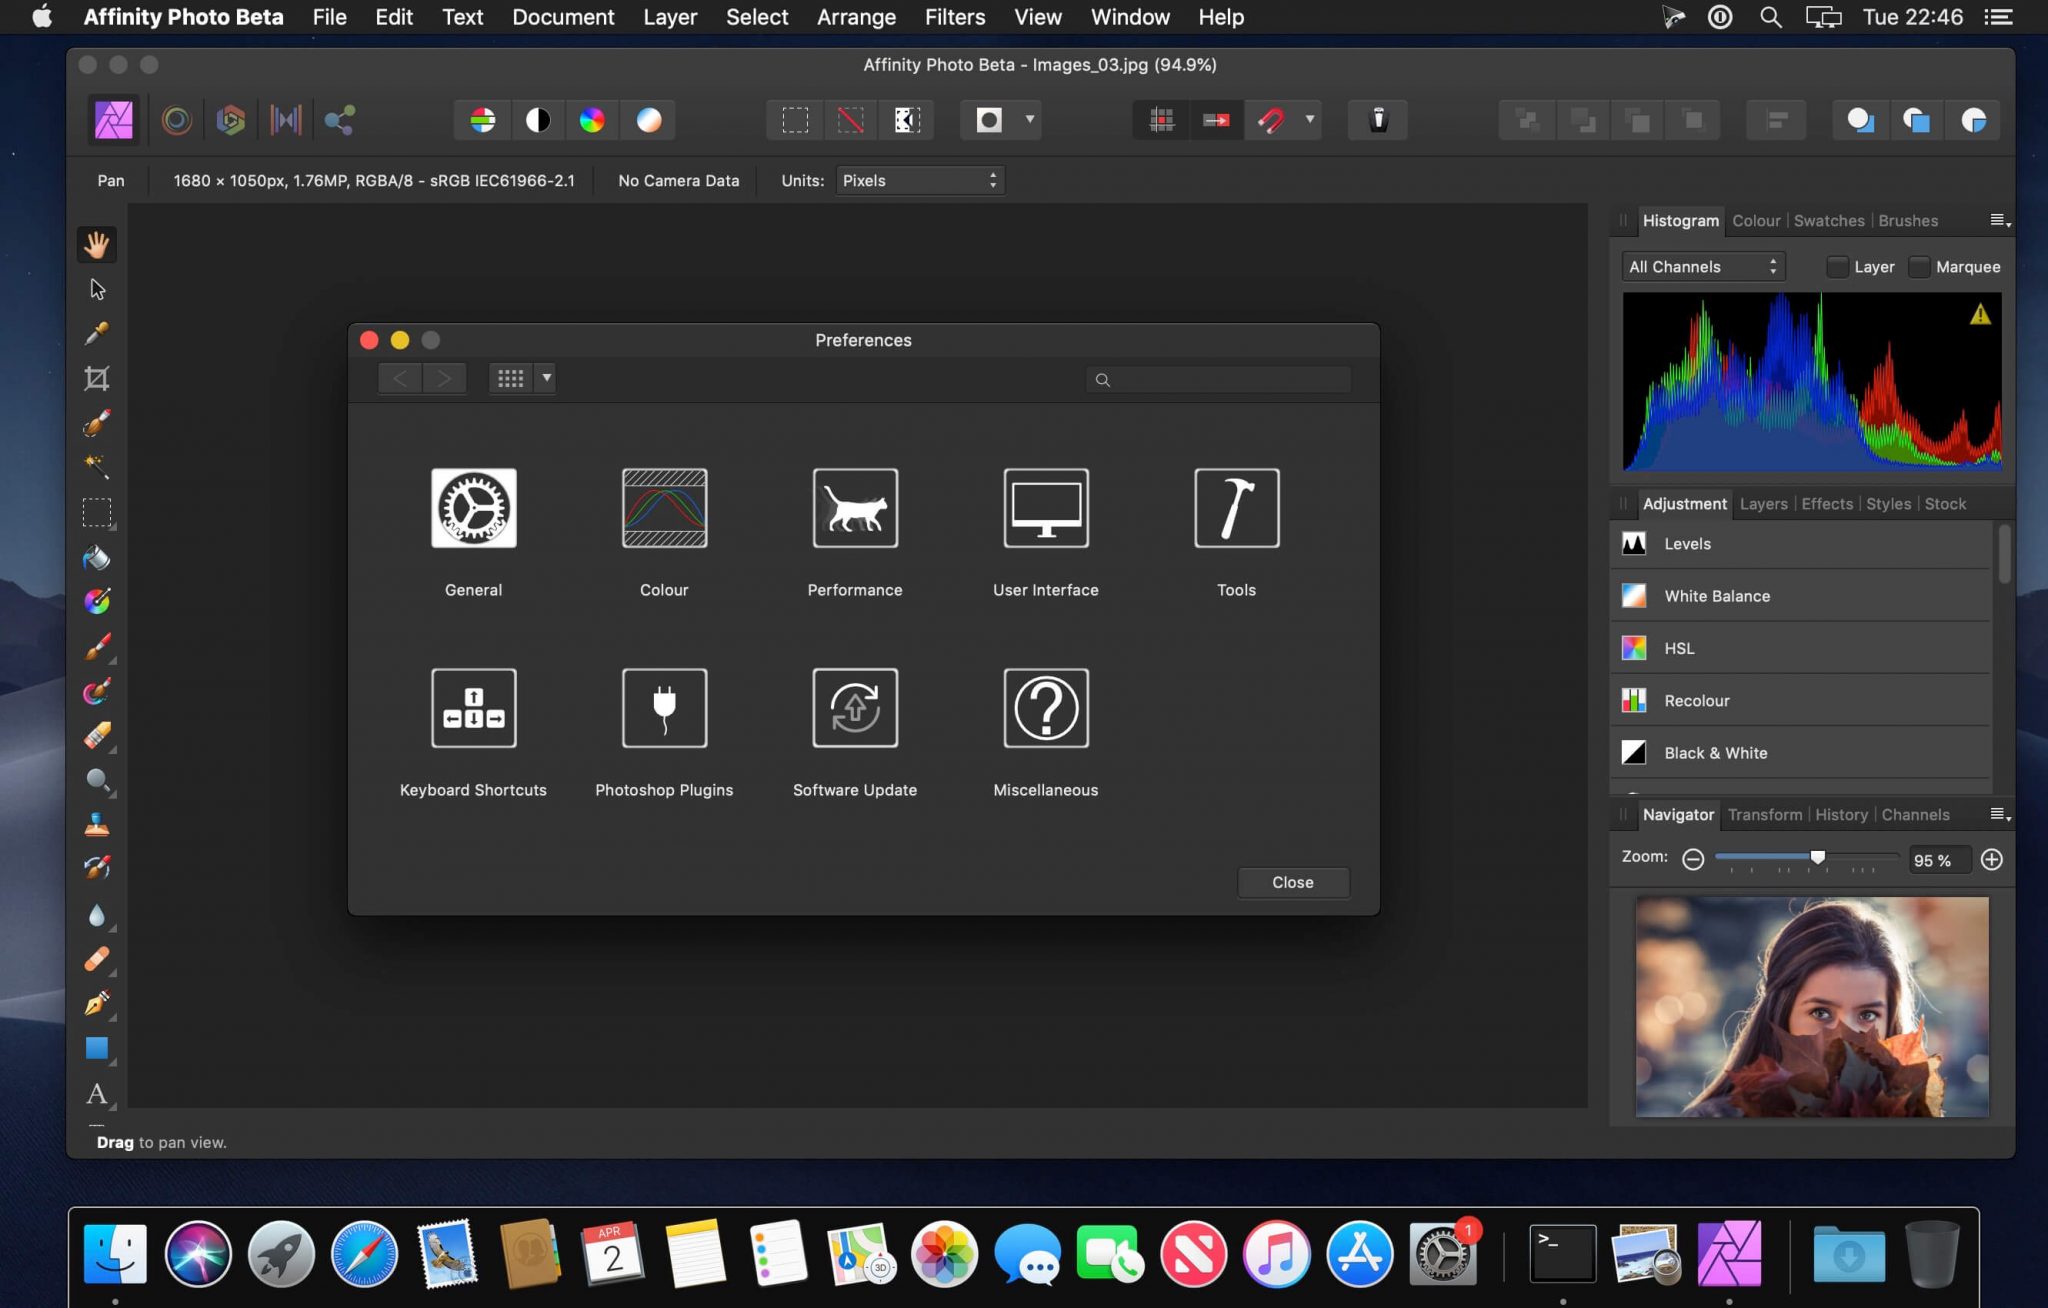 Affinity Photo Beta File Edit Text Document Layer Select Arrange Filters View Window Help Tue 22:46
Affinity Photo Beta - Images_03.jpg (94.9%)
Pan 1680 × 1050px, 1.76MP, RGBA/8 - sRGB IEC61966-2.1 No Camera Data Units: Pixels
Histogram Colour Swatches Brushes
All Channels Layer Marquee
Preferences
General Colour Performance User Interface Tools
Keyboard Shortcuts Photoshop Plugins Software Update Miscellaneous
Close
Adjustment Layers Effects Styles Stock
Levels
White Balance
HSL
Recolour
Black & White
Navigator Transform History Channels
Zoom: 95 %
A
Drag to pan view.
APR
2
3D
1
>_